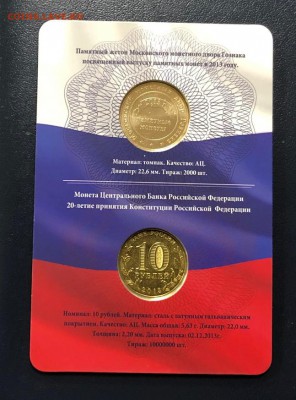 Памятный жетон Московского монетного двора Гознака
посвященный выпуску памятных монет в 2013 году.
Материал: томпак. Качество: АЦ.
Диаметр: 22,6 мм. Тираж: 2000 шт.
Монета Центрального Банка Российской Федерации
20-летие принятия Конституции Российской Федерации
10
РУБЛЕЙ
2013
Номинал: 10 рублей. Материал: сталь с латунным гальваническим
покрытием. Качество: АЦ. Масса общая: 5,63 г. Диаметр: 22,0 мм.
Толщина: 2,20 мм. Дата выпуска: 02.12.2013г.
Тираж: 10000000 шт.